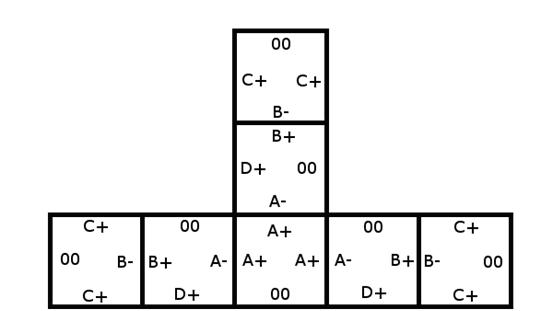 00
C+ C+
B-
B+
D+ 00
A-
C+ 00 A+ 00 C+
00 B- B+ A- A+ A+ A- B+ B- 00
C+ D+ 00 D+ C+